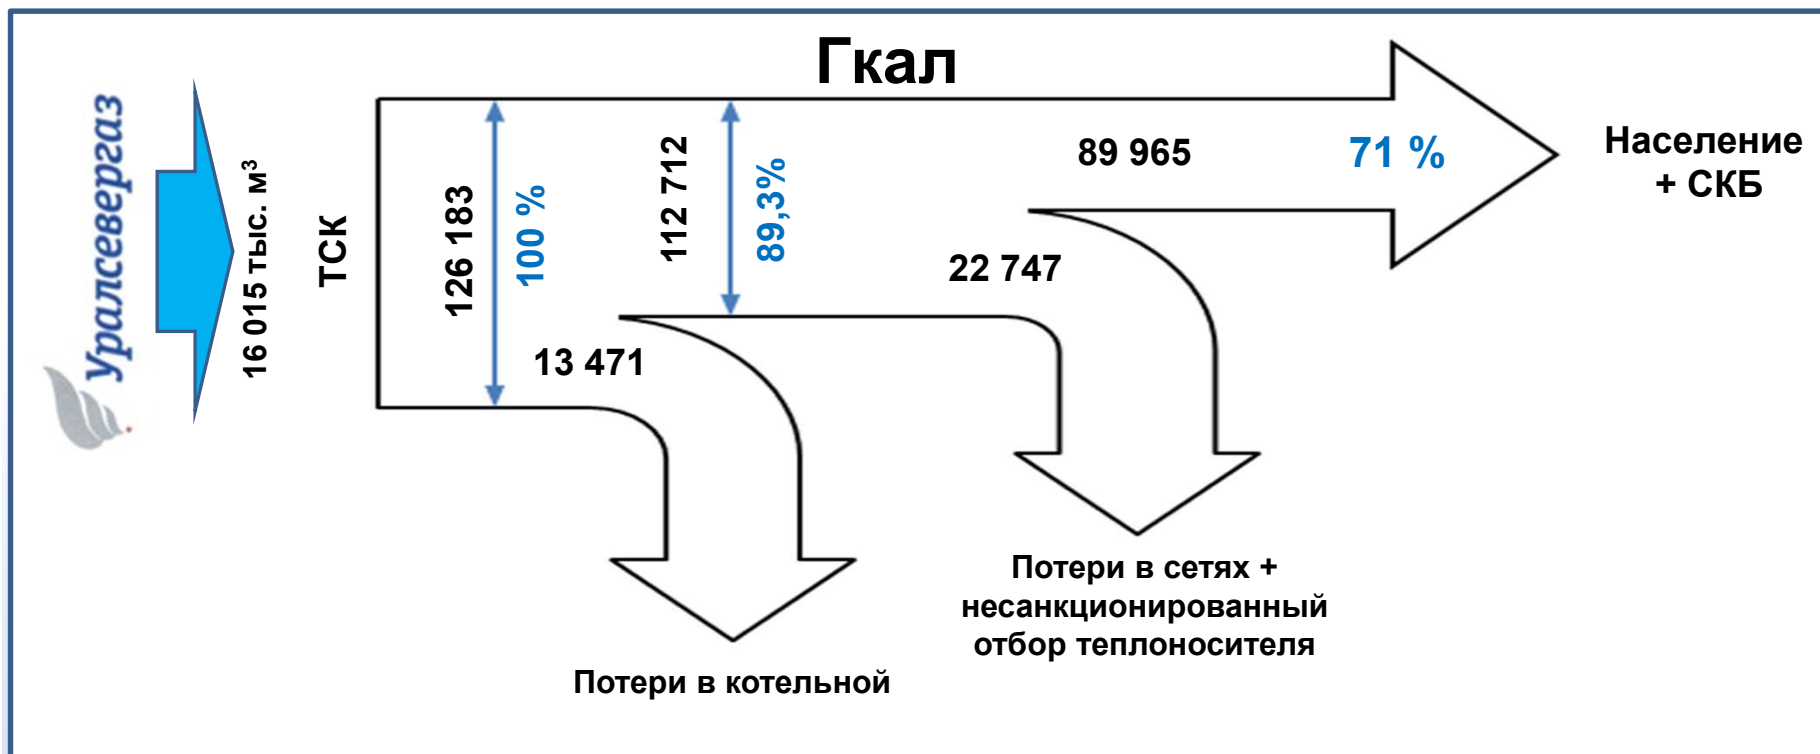 Гкал
Уралсевергаз
16 015 тыс. м³
ТСК
126 183
100 %
112 712
89,3%
89 965
71 %
Население
+ СКБ
22 747
13 471
Потери в сетях +
несанкционированный
отбор теплоносителя
Потери в котельной